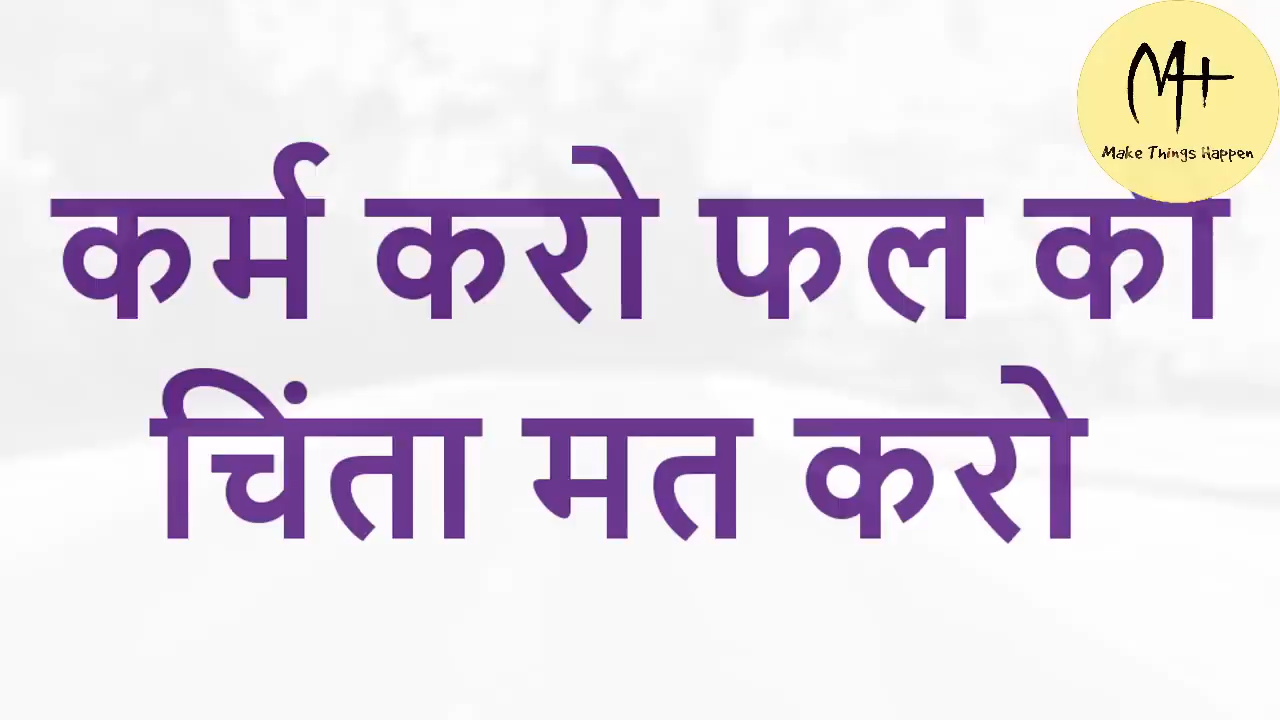 M+
Make Things Happen
कर्म करो फल की
चिंता मत करो